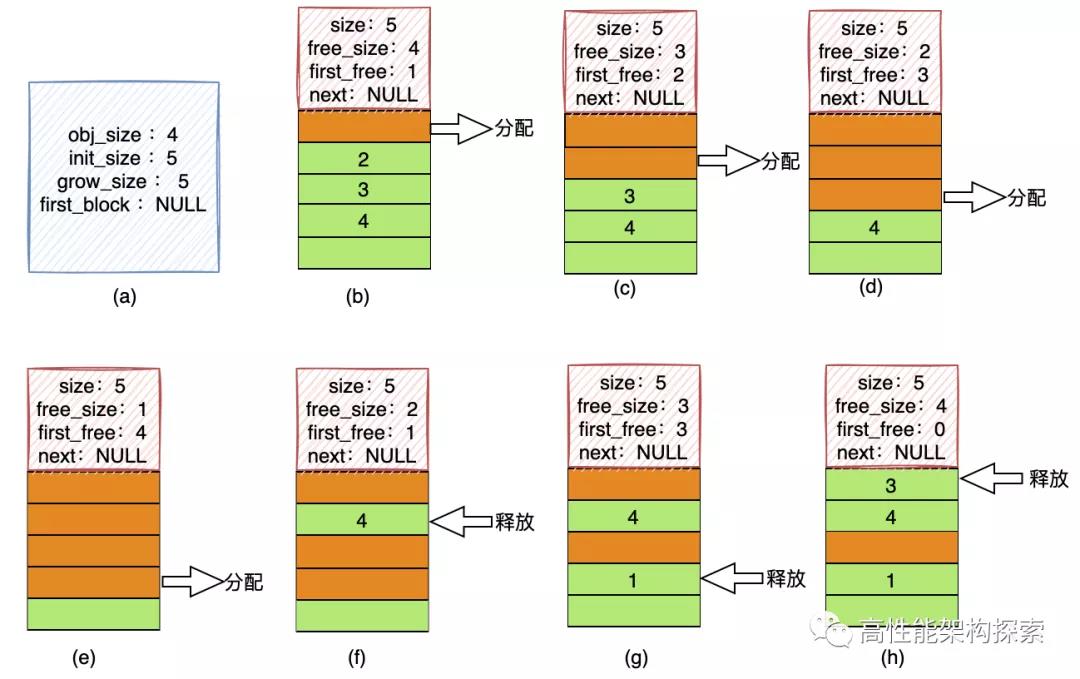 obj_size : 4
init_size : 5
grow_size : 5
first_block : NULL
(a)
size: 5
free_size: 4
first_free: 1
next: NULL
分配
2
3
4
(b)
size: 5
free_size: 3
first_free: 2
next: NULL
分配
3
4
(c)
size: 5
free_size: 2
first_free: 3
next: NULL
分配
4
(d)
size: 5
free_size: 1
first_free: 4
next: NULL
分配
(e)
size: 5
free_size: 2
first_free: 1
next: NULL
4
释放
(f)
size: 5
free_size: 3
first_free: 3
next: NULL
4
1
释放
(g)
size: 5
free_size: 4
first_free: 0
next: NULL
3
释放
4
1
(h)
高性能架构探索